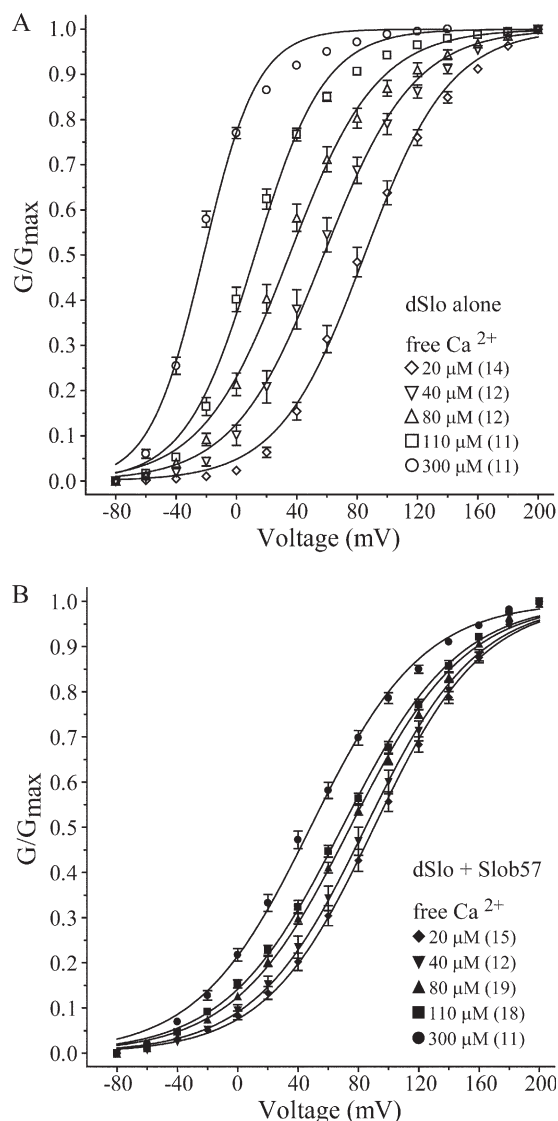 A
1.0
0.9
0.8
0.7
0.6
0.5
0.4
0.3
0.2
0.1
0.0
G/Gmax
dSlo alone
free Ca 2+
20 μM (14)
40 μM (12)
80 μM (12)
110 μM (11)
300 μM (11)
-80 -40 0 40 80 120 160 200
Voltage (mV)
B
1.0
0.9
0.8
0.7
0.6
0.5
0.4
0.3
0.2
0.1
0.0
G/Gmax
dSlo + Slob57
free Ca 2+
20 μM (15)
40 μM (12)
80 μM (19)
110 μM (18)
300 μM (11)
-80 -40 0 40 80 120 160 200
Voltage (mV)